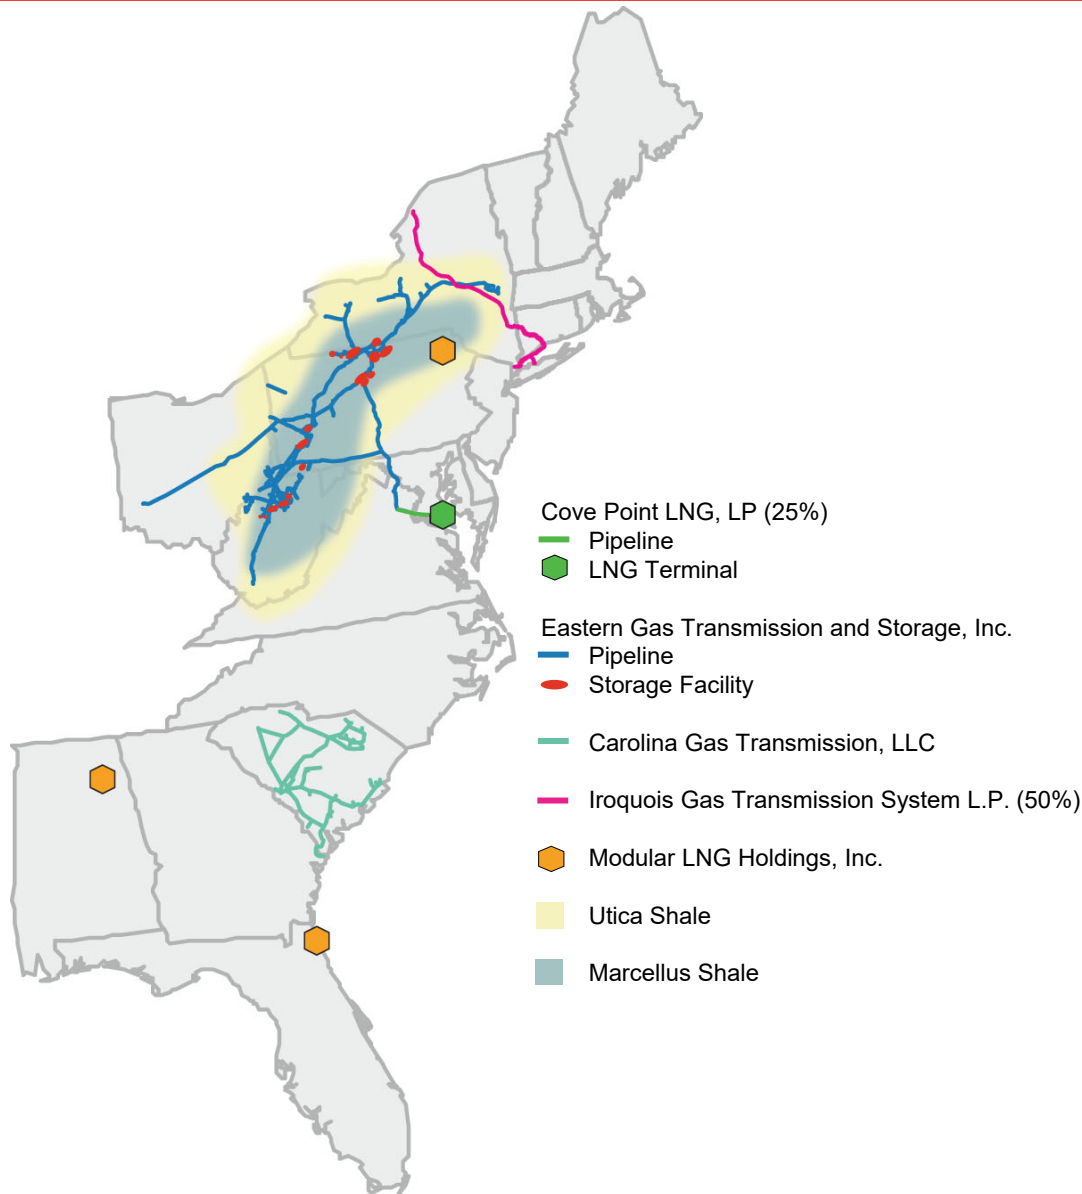 Cove Point LNG, LP (25%)
Pipeline
LNG Terminal
Eastern Gas Transmission and Storage, Inc.
Pipeline
Storage Facility
Carolina Gas Transmission, LLC
Iroquois Gas Transmission System L.P. (50%)
Modular LNG Holdings, Inc.
Utica Shale
Marcellus Shale